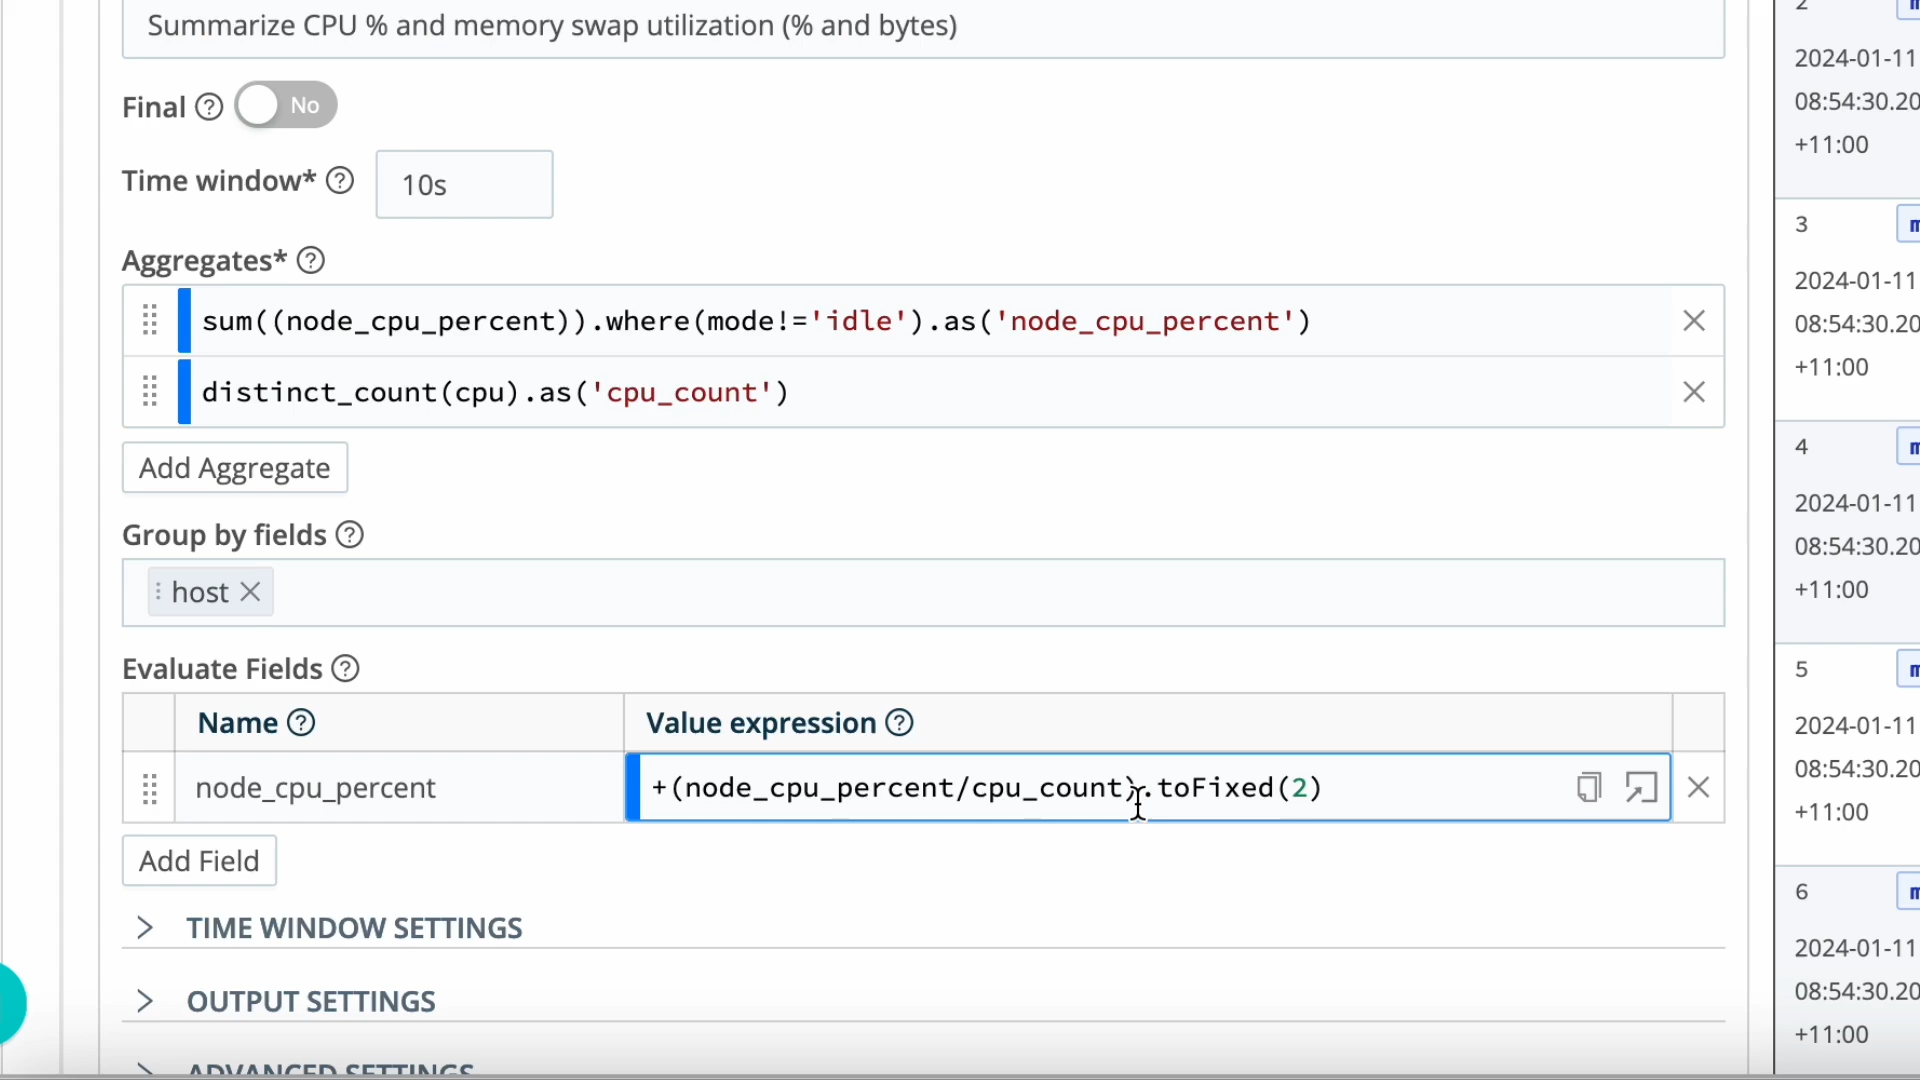 Summarize CPU % and memory swap utilization (% and bytes)
Final ? No
Time window* ? 10s
Aggregates* ?
sum((node_cpu_percent)).where(mode!='idle').as('node_cpu_percent')
distinct_count(cpu).as('cpu_count')
Add Aggregate
Group by fields ?
host
Evaluate Fields ?
Name ? Value expression ?
node_cpu_percent +(node_cpu_percent/cpu_count).toFixed(2)
Add Field
TIME WINDOW SETTINGS
OUTPUT SETTINGS
ADVANCED SETTINGS
2
2024-01-11
08:54:30.20
+11:00
3
2024-01-11
08:54:30.20
+11:00
4
2024-01-11
08:54:30.20
+11:00
5
2024-01-11
08:54:30.20
+11:00
6
2024-01-11
08:54:30.20
+11:00